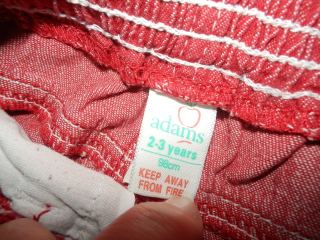 adams
2-3 years
98cm
KEEP AWAY
FROM FIRE